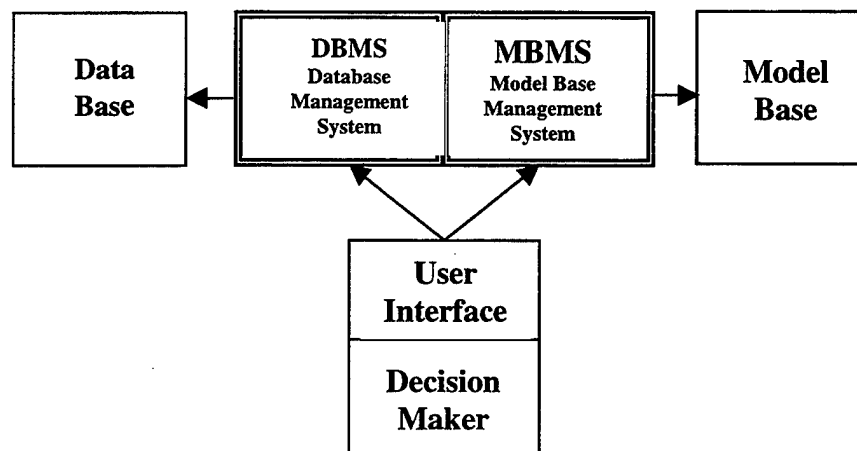 Data
Base
DBMS
Database
Management
System
MBMS
Model Base
Management
System
Model
Base
User
Interface
Decision
Maker